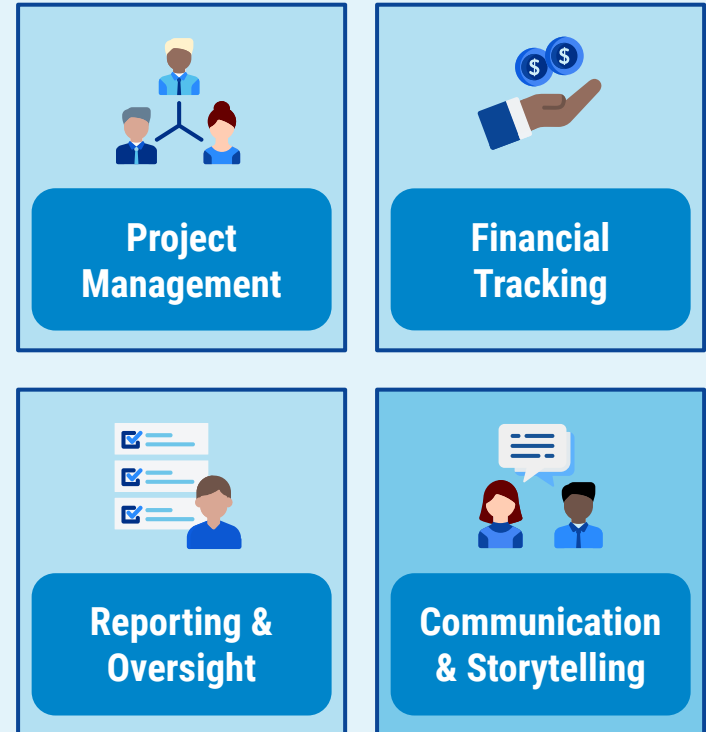 $ $
Project
Management
Financial
Tracking
Reporting &
Oversight
Communication
& Storytelling